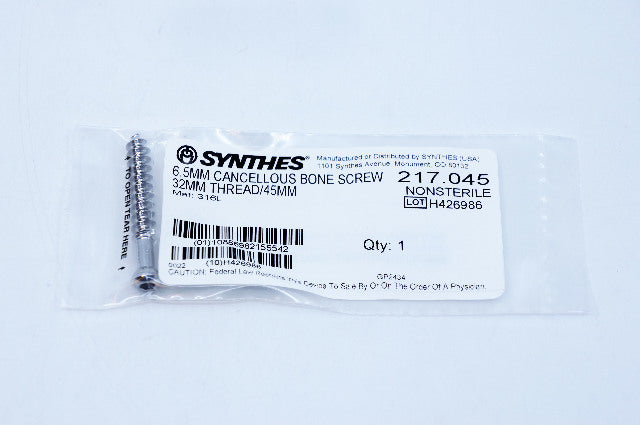 TO OPEN TEAR HERE
SYNTHES®
Manufactured or Distributed by SYNTHES (USA)
1101 Synthes Avenue, Monument, CO 80132
6.5MM CANCELLOUS BONE SCREW
32MM THREAD/45MM
Mat: 316L
217.045
NONSTERILE
LOT H426986
(01)10886982155542
Qty: 1
(10)H426986
GP2434
CAUTION: Federal Law Restricts This Device To Sale By Or On The Order Of A Physician.